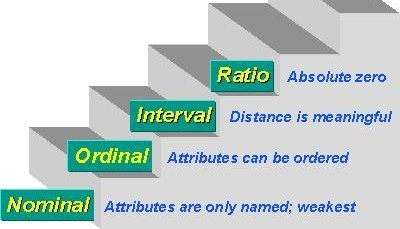 Ratio Absolute zero
Interval Distance is meaningful
Ordinal Attributes can be ordered
Nominal Attributes are only named; weakest